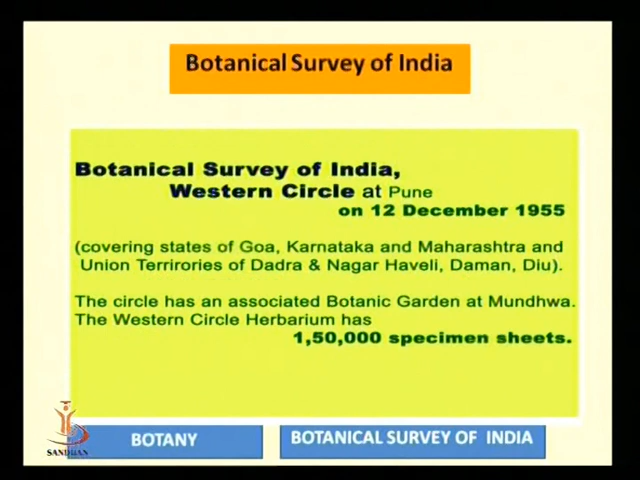 Botanical Survey of India
Botanical Survey of India,
Western Circle at Pune
on 12 December 1955
(covering states of Goa, Karnataka and Maharashtra and
Union Terrirories of Dadra & Nagar Haveli, Daman, Diu).
The circle has an associated Botanic Garden at Mundhwa.
The Western Circle Herbarium has
1,50,000 specimen sheets.
SANDHAN
BOTANY
BOTANICAL SURVEY OF INDIA